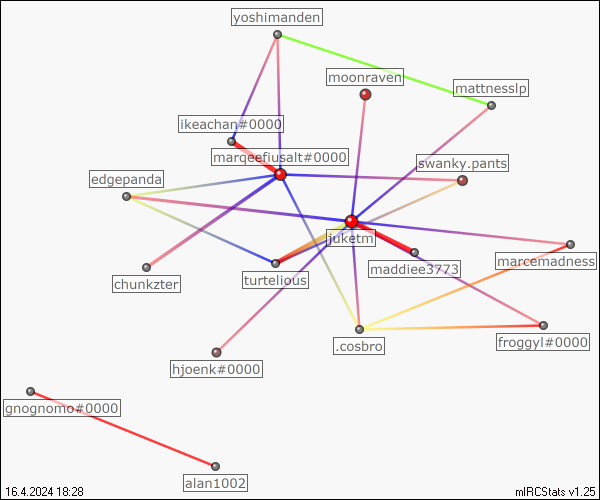 yoshimanden
moonraven
mattnesslp
ikeachan#0000
marqeefiusalt#0000
swanky.pants
edgepanda
juketm
marcemadness
maddiee3773
chunkzter
turtelious
.cosbro
froggyl#0000
hjoenk#0000
gnognomo#0000
alan1002
16.4.2024 18:28
mIRCStats v1.25